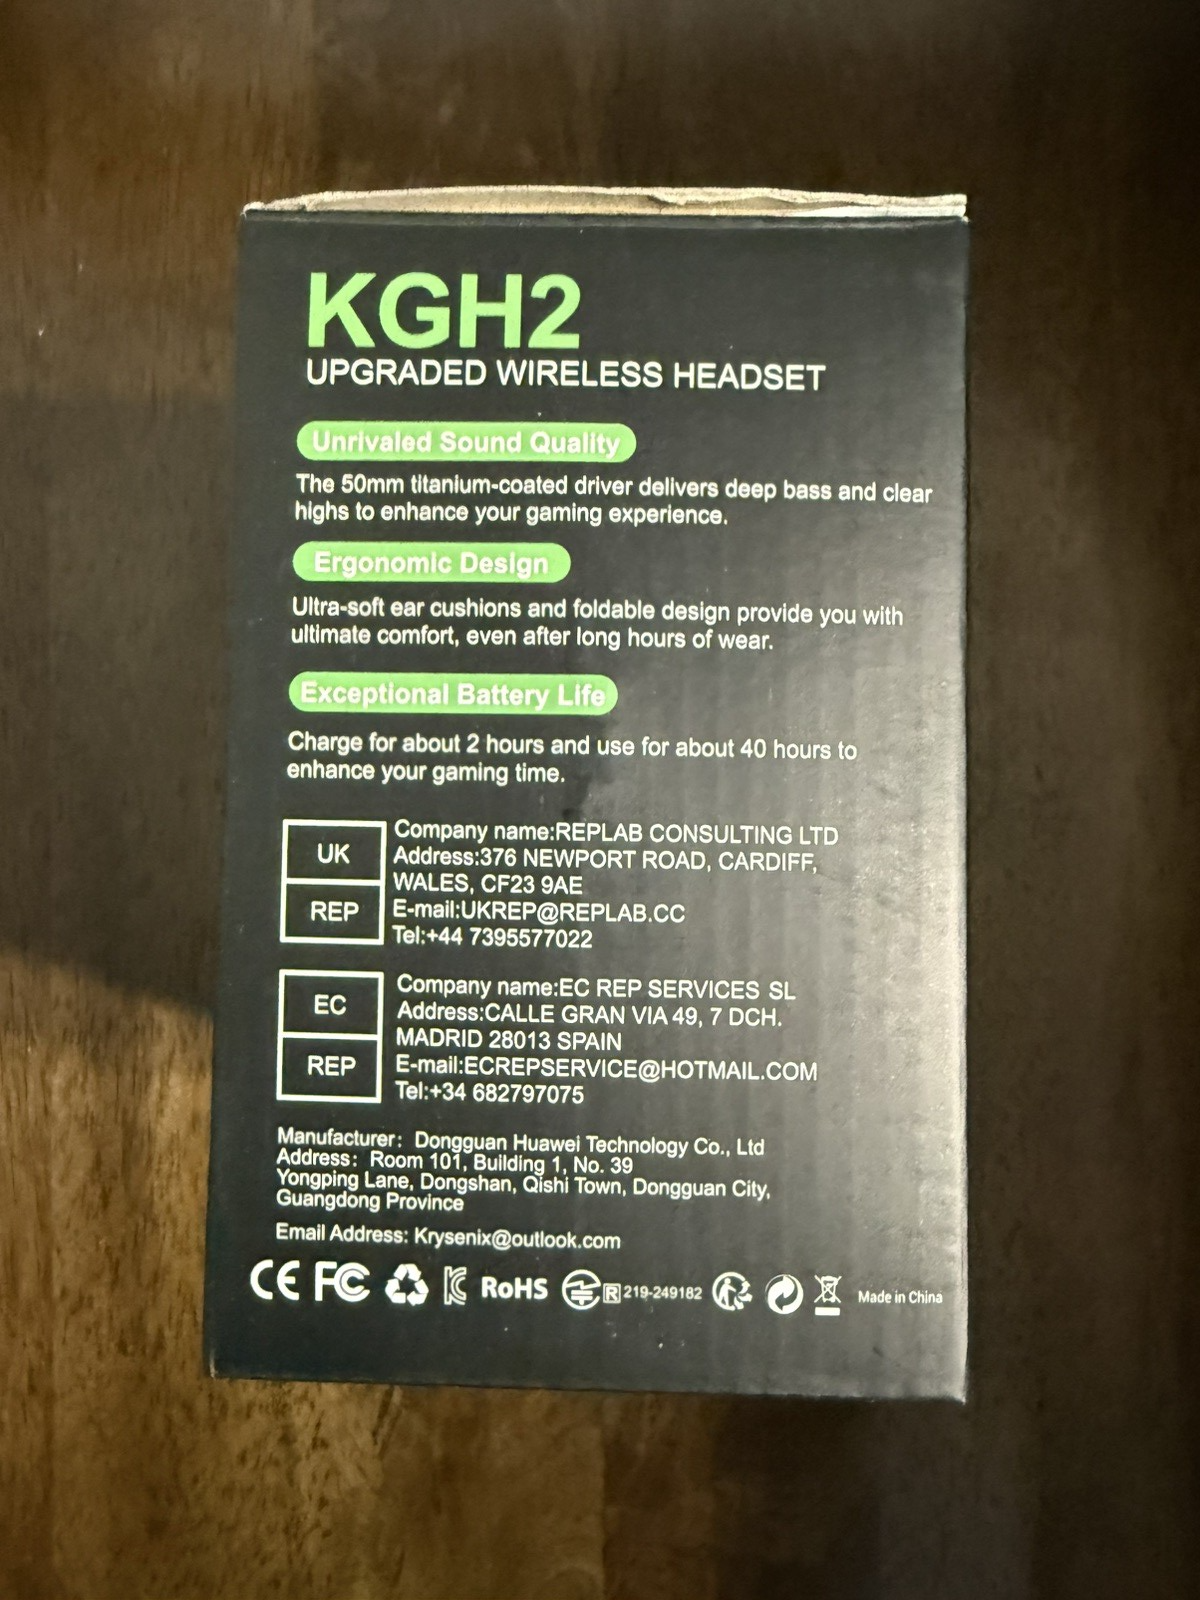 KGH2
UPGRADED WIRELESS HEADSET
Unrivaled Sound Quality
The 50mm titanium-coated driver delivers deep bass and clear
highs to enhance your gaming experience.
Ergonomic Design
Ultra-soft ear cushions and foldable design provide you with
ultimate comfort, even after long hours of wear.
Exceptional Battery Life
Charge for about 2 hours and use for about 40 hours to
enhance your gaming time.
UK
REP
Company name:REPLAB CONSULTING LTD
Address:376 NEWPORT ROAD, CARDIFF,
WALES, CF23 9AE
E-mail:UKREP@REPLAB.CC
Tel:+44 7395577022
EC
REP
Company name:EC REP SERVICES SL
Address:CALLE GRAN VIA 49, 7 DCH.
MADRID 28013 SPAIN
E-mail:ECREPSERVICE@HOTMAIL.COM
Tel:+34 682797075
Manufacturer: Dongguan Huawei Technology Co., Ltd
Address: Room 101, Building 1, No. 39
Yongping Lane, Dongshan, Qishi Town, Dongguan City,
Guangdong Province
Email Address: Krysenix@outlook.com
CE FC RoHS R 219-249182 Made in China